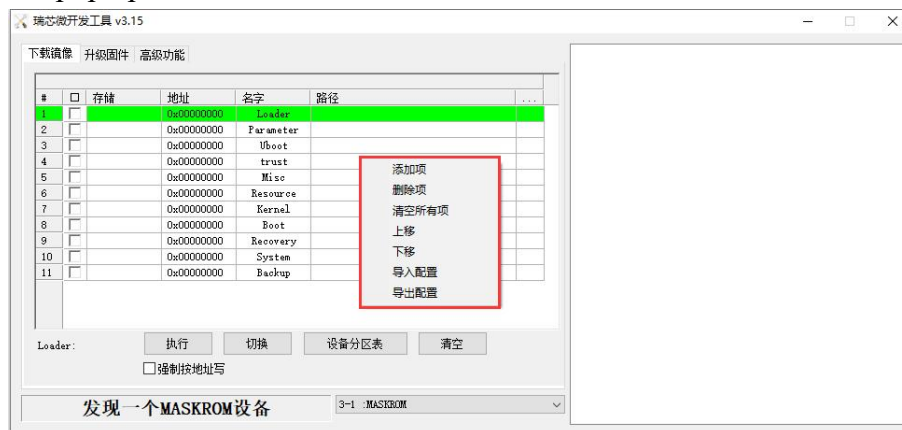 瑞芯微开发工具 v3.15
下载镜像 升级固件 高级功能
# 存储 地址 名字 路径 ...
1 0x00000000 Loader
2 0x00000000 Parameter
3 0x00000000 Uboot
4 0x00000000 trust
5 0x00000000 Misc
6 0x00000000 Resource
7 0x00000000 Kernel
8 0x00000000 Boot
9 0x00000000 Recovery
10 0x00000000 System
11 0x00000000 Backup
添加项
删除项
清空所有项
上移
下移
导入配置
导出配置
Loader: 执行 切换 设备分区表 清空
强制按地址写
发现一个MASKROM设备 3-1 :MASKROM